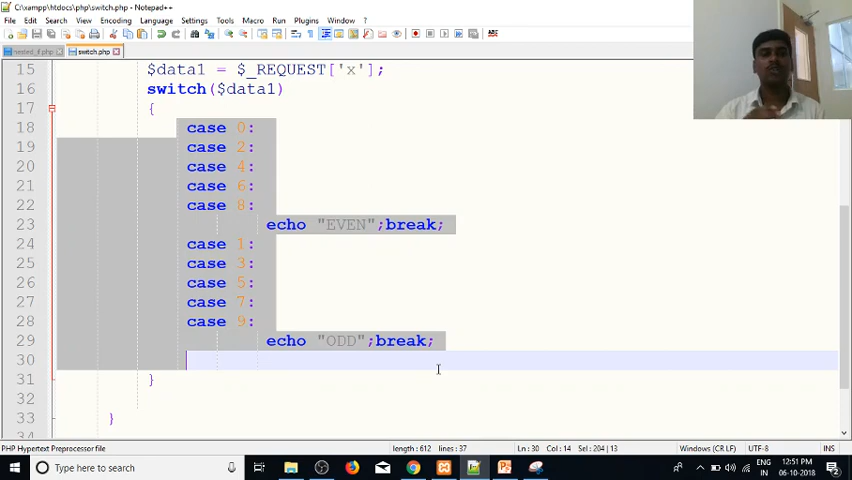 C:\xampp\htdocs\php\switch.php - Notepad++
File Edit Search View Encoding Language Settings Tools Macro Run Plugins Window ?
nested_if.php switch.php
15 $data1 = $_REQUEST['x'];
16 switch($data1)
17 {
18 case 0:
19 case 2:
20 case 4:
21 case 6:
22 case 8:
23 echo "EVEN";break;
24 case 1:
25 case 3:
26 case 5:
27 case 7:
28 case 9:
29 echo "ODD";break;
30
31 }
32
33 }
34
PHP Hypertext Preprocessor file length : 612 lines : 37 Ln : 30 Col : 14 Sel : 204 | 13 Windows (CR LF) UTF-8 INS
Type here to search
ENG 12:51 PM
IN 06-10-2018